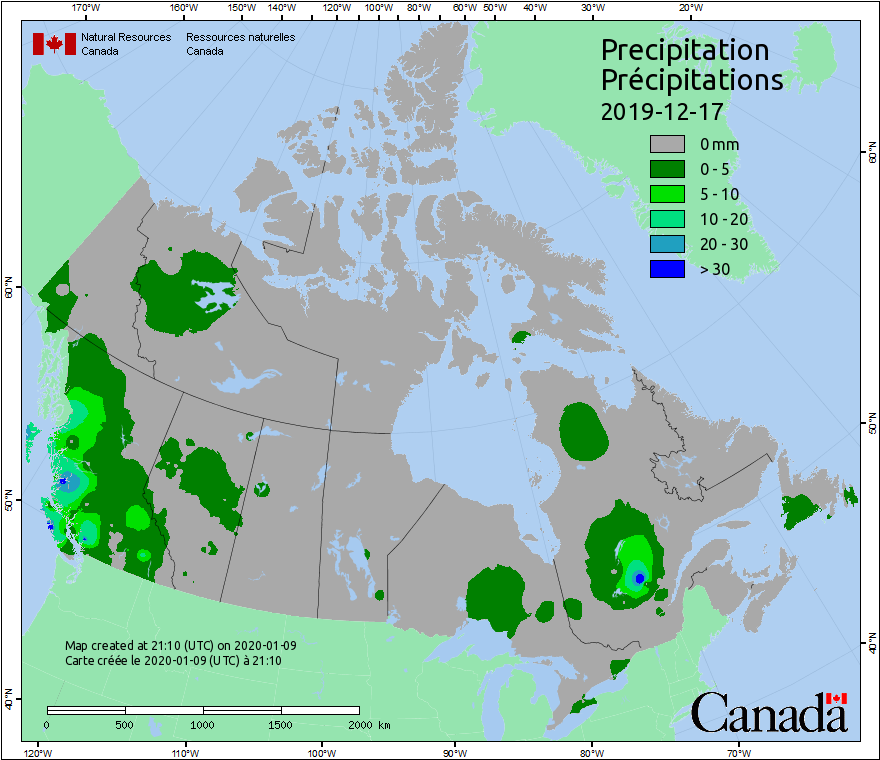 170°W 160°W 150°W 140°W 130°W 120°W 110°W 100°W 90°W 80°W 60°W 50°W 40°W 30°W 20°W
Natural Resources Ressources naturelles
Canada Canada
Precipitation
Précipitations
2019-12-17
0 mm
0 - 5
5 - 10
10 - 20
20 - 30
> 30
60°N
60°N
50°N
50°N
40°N
40°N
Map created at 21:10 (UTC) on 2020-01-09
Carte créée le 2020-01-09 (UTC) à 21:10
0 500 1000 1500 2000 km
Canada
120°W 110°W 100°W 90°W 80°W 70°W